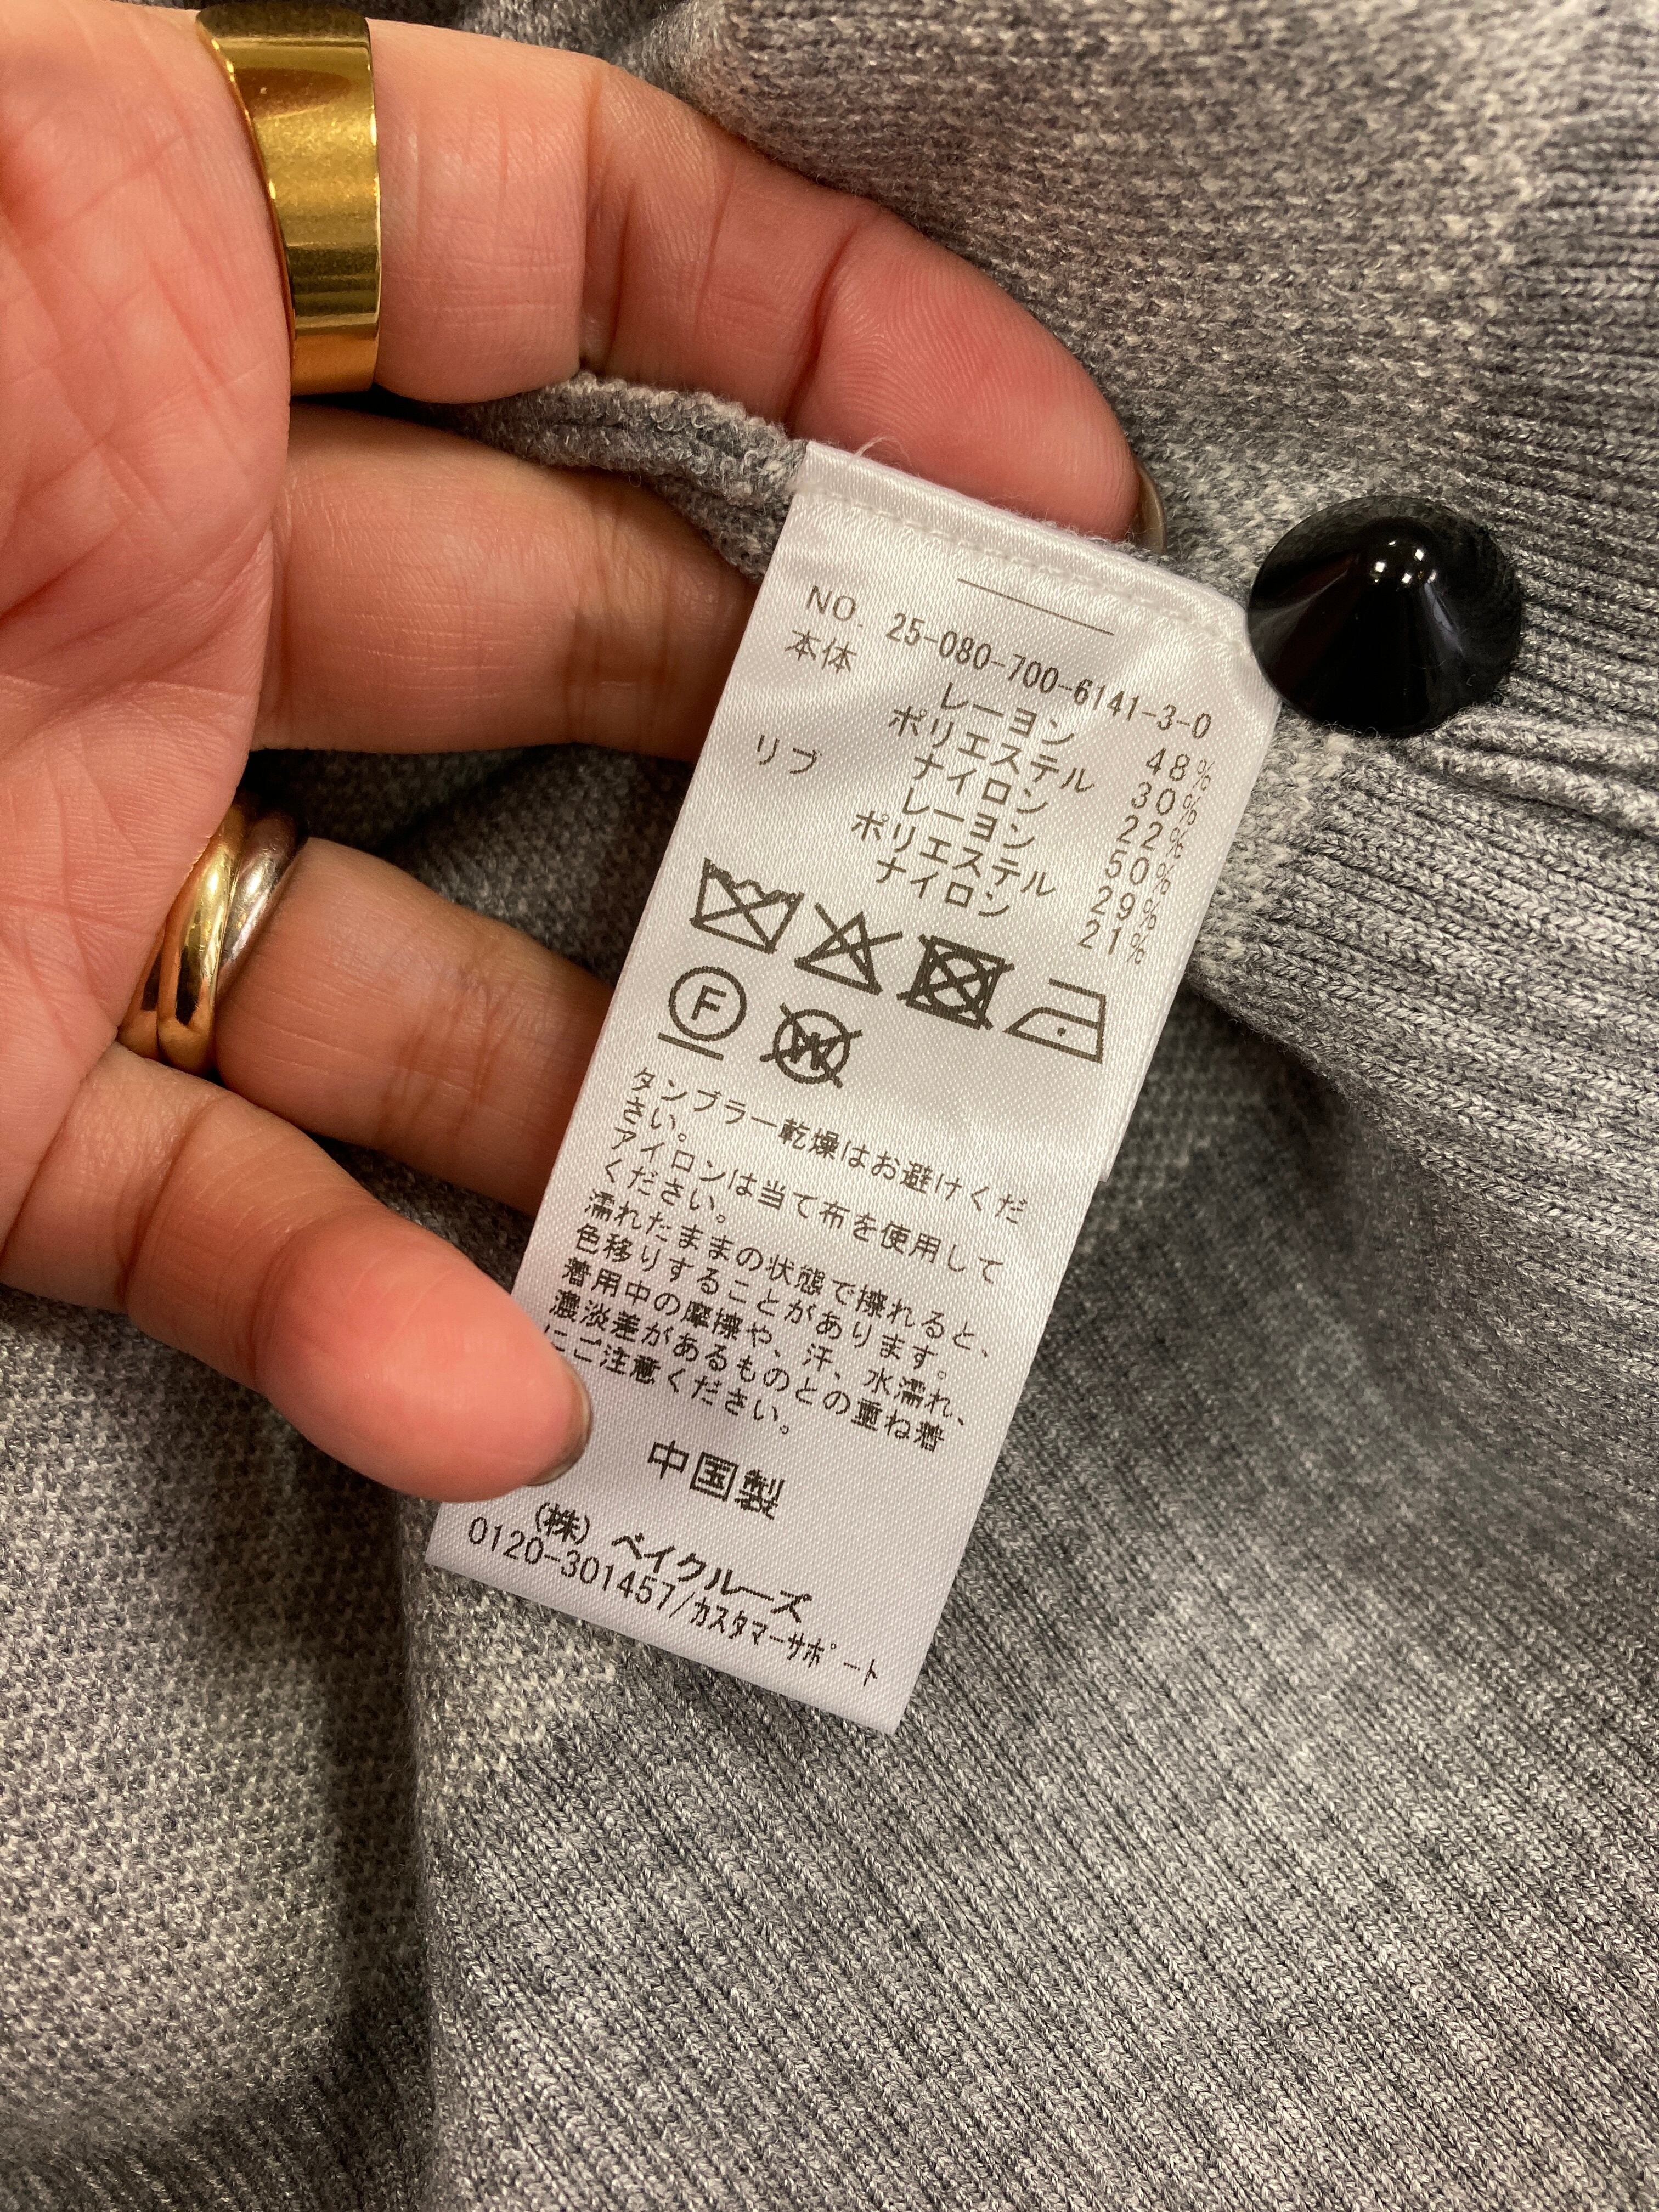 NO. 25-080-700-6141-3-0
本体 レーヨン 48%
ポリエステル 30%
ナイロン 22%
リブ レーヨン 50%
ポリエステル 29%
ナイロン 21%
F W
タンブラー乾燥はお避けくだ
さい。
アイロンは当て布を使用して
ください。
濡れたままの状態で擦れると、
色移りすることがあります。
着用中の摩擦や、汗、水濡れ、
濃淡差があるものとの重ね着
にご注意ください。
中国製
(株) ベイクルーズ
0120-301457/ｶｽﾀﾏｰｻﾎﾟｰﾄ